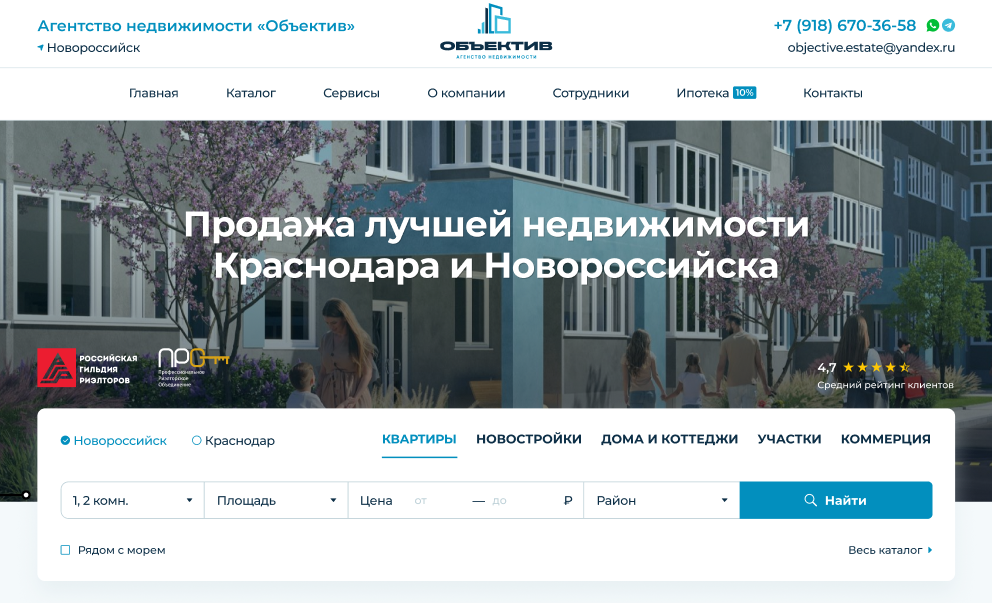 Агентство недвижимости «Объектив»
Новороссийск
ОБЪЕКТИВ
АГЕНСТВО НЕДВИЖИМОСТИ
+7 (918) 670-36-58
objective.estate@yandex.ru
Главная
Каталог
Сервисы
О компании
Сотрудники
Ипотека 10%
Контакты
Продажа лучшей недвижимости
Краснодара и Новороссийска
РОССИЙСКАЯ
ГИЛЬДИЯ
РИЭЛТОРОВ
ПРО
Профессиональное
Риэлторское
Объединение
4,7
Средний рейтинг клиентов
Новороссийск
Краснодар
КВАРТИРЫ
НОВОСТРОЙКИ
ДОМА И КОТТЕДЖИ
УЧАСТКИ
КОММЕРЦИЯ
1, 2 комн.
Площадь
Цена от — до ₽
Район
Найти
Рядом с морем
Весь каталог